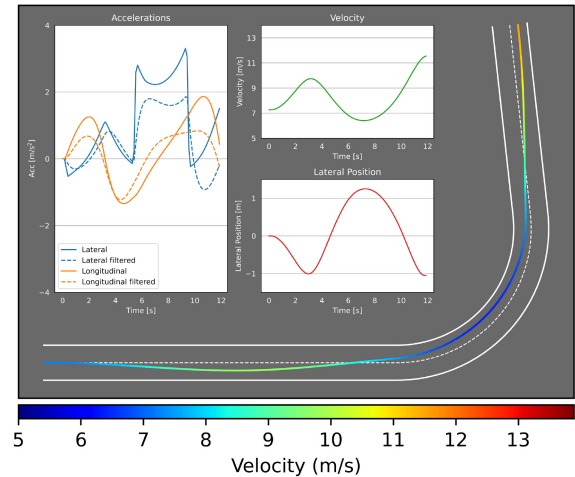 Accelerations
4
2
0
−2
−4
Acc [m/s²]
Lateral
Lateral filtered
Longitudinal
Longitudinal filtered
0 2 4 6 8 10 12
Time [s]
Velocity
13
11
9
7
5
Velocity [m/s]
0 2 4 6 8 10 12
Time [s]
Lateral Position
1
0
−1
Lateral Position [m]
0 2 4 6 8 10 12
Time [s]
5 6 7 8 9 10 11 12 13
Velocity (m/s)